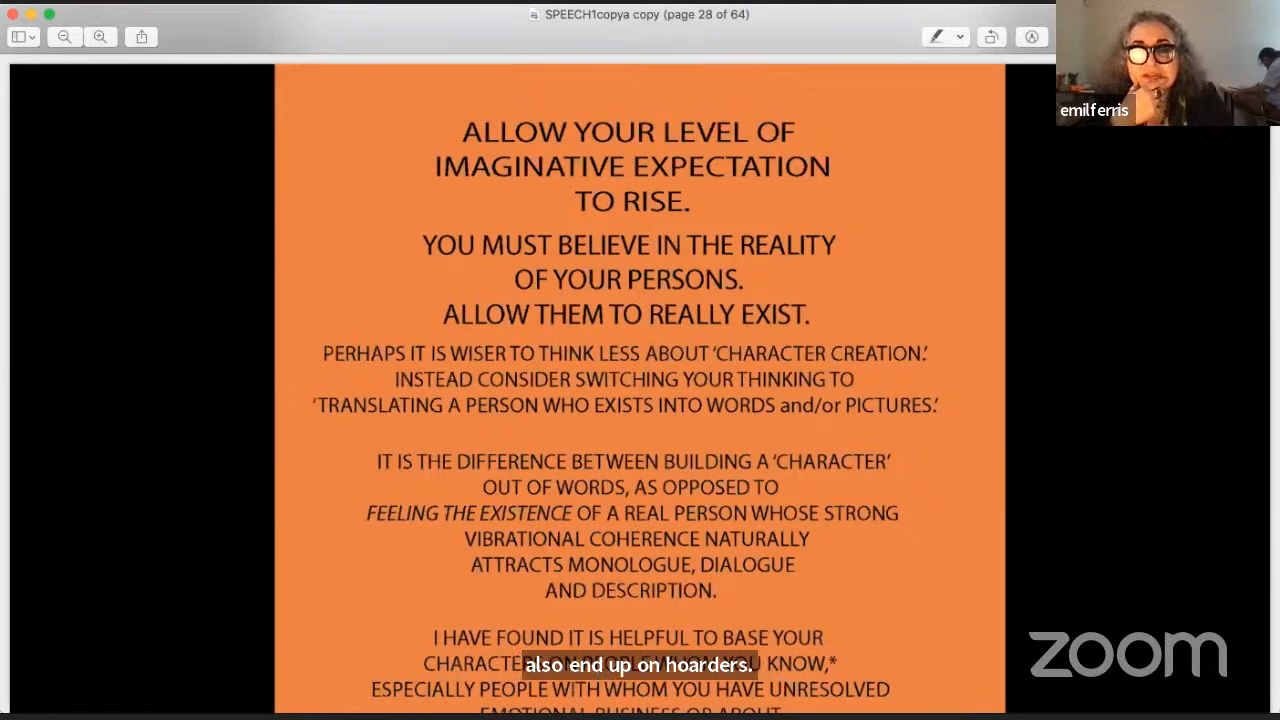 SPEECH1copya copy (page 28 of 64)
emilferris
ALLOW YOUR LEVEL OF
IMAGINATIVE EXPECTATION
TO RISE.
YOU MUST BELIEVE IN THE REALITY
OF YOUR PERSONS.
ALLOW THEM TO REALLY EXIST.
PERHAPS IT IS WISER TO THINK LESS ABOUT ‘CHARACTER CREATION.’
INSTEAD CONSIDER SWITCHING YOUR THINKING TO
‘TRANSLATING A PERSON WHO EXISTS INTO WORDS and/or PICTURES.’
IT IS THE DIFFERENCE BETWEEN BUILDING A ‘CHARACTER’
OUT OF WORDS, AS OPPOSED TO
FEELING THE EXISTENCE OF A REAL PERSON WHOSE STRONG
VIBRATIONAL COHERENCE NATURALLY
ATTRACTS MONOLOGUE, DIALOGUE
AND DESCRIPTION.
I HAVE FOUND IT IS HELPFUL TO BASE YOUR
KNOW,*
also end up on hoarders.
ESPECIALLY PEOPLE WITH WHOM YOU HAVE UNRESOLVED
EMOTIONAL BUSINESS OR ABOUT
zoom